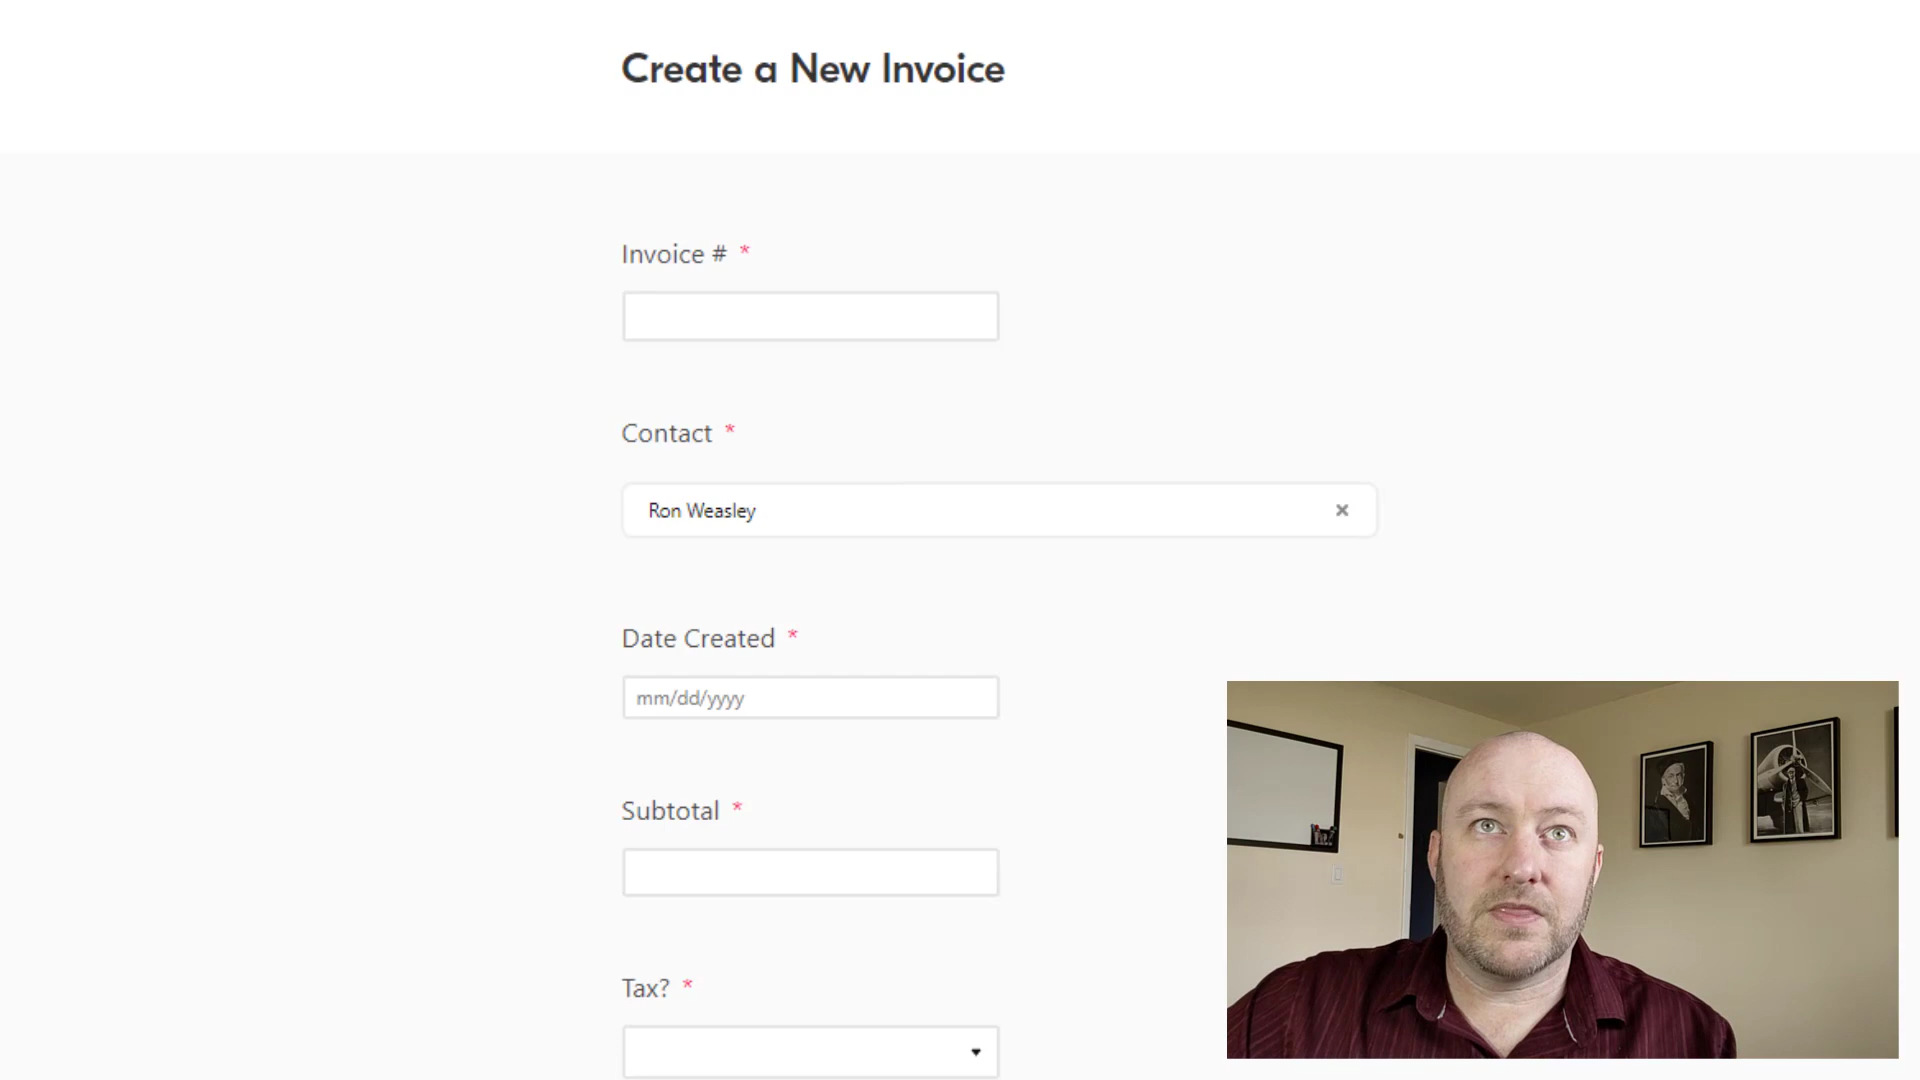 Create a New Invoice
Invoice # *
Contact *
Ron Weasley
Date Created *
mm/dd/yyyy
Subtotal *
Tax? *